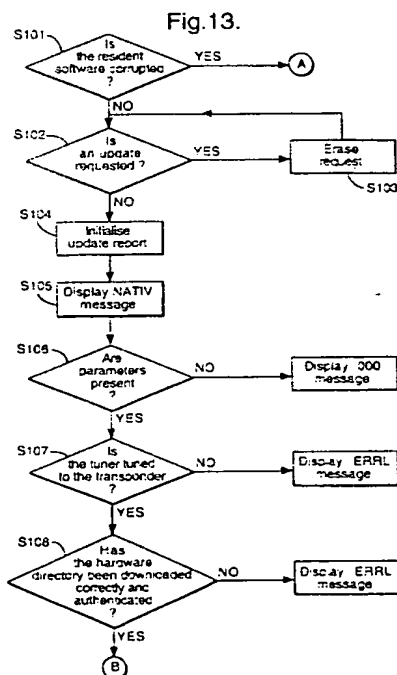 Fig.13.
S101
Is
the resident
software corrupted
?
YES
A
NO
S102
Is
an update
requested ?
YES
Erase
request
S103
NO
S104
Initialise
update report
S105
Display NATIV
message
S106
Are
parameters
present
?
NO
Display 000
message
YES
S107
Is
the tuner tuned
to the transponder
?
NO
Display ERRL
message
YES
S108
Has
the hardware
directory been downloaded
correctly and
authenticated
?
NO
Display ERRL
message
YES
B